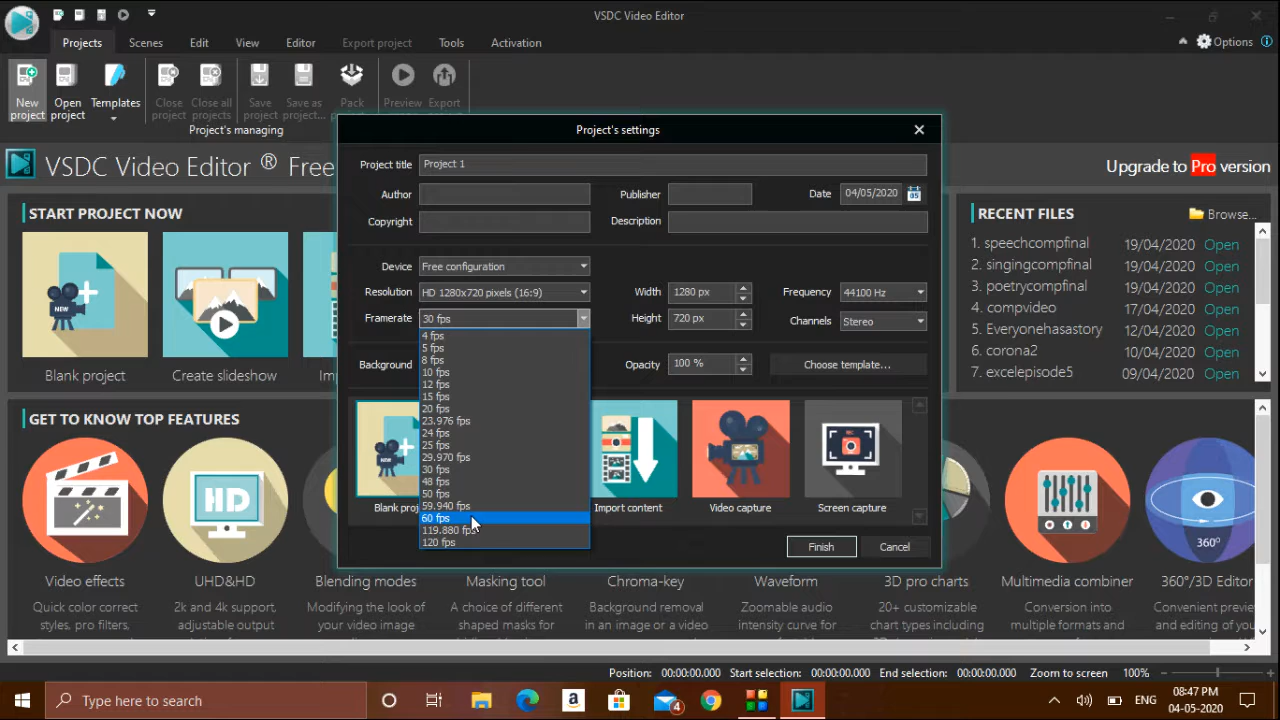 VSDC Video Editor
Projects Scenes Edit View Editor Export project Tools Activation Options
New project
Open project
Templates
Close project
Close all projects
Save project
Save as project...
Pack
Preview
Export
Project's managing
VSDC Video Editor ® Free
Upgrade to Pro version
START PROJECT NOW
Blank project
Create slideshow
RECENT FILES Browse...
1. speechcompfinal 19/04/2020 Open
2. singingcompfinal 19/04/2020 Open
3. poetrycompfinal 18/04/2020 Open
4. compvideo 17/04/2020 Open
5. Everyonehasastory 12/04/2020 Open
6. corona2 10/04/2020 Open
7. excelepisode5 09/04/2020 Open
Project's settings
Project title Project 1
Author Publisher Date 04/05/2020
Copyright Description
Device Free configuration
Resolution HD 1280x720 pixels (16:9) Width 1280 px Frequency 44100 Hz
Framerate 30 fps Height 720 px Channels Stereo
Background Opacity 100 % Choose template...
4 fps
5 fps
8 fps
10 fps
12 fps
15 fps
20 fps
23.976 fps
24 fps
25 fps
29.970 fps
30 fps
48 fps
50 fps
59.940 fps
60 fps
119.880 fps
120 fps
Blank proj Import content Video capture Screen capture
Finish Cancel
GET TO KNOW TOP FEATURES
HD
360°
Video effects UHD&HD Blending modes Masking tool Chroma-key Waveform 3D pro charts Multimedia combiner 360°/3D Editor
Quick color correct 2k and 4k support, Modifying the look of A choice of different Background removal Zoomable audio 20+ customizable Conversion into Convenient previe
styles, pro filters, adjustable output your video image shaped masks for in an image or a video intensity curve for chart types including multiple formats and and editing of your
Position: 00:00:00.000 Start selection: 00:00:00.000 End selection: 00:00:00.000 Zoom to screen 100%
Type here to search
4
ENG
08:47 PM
04-05-2020